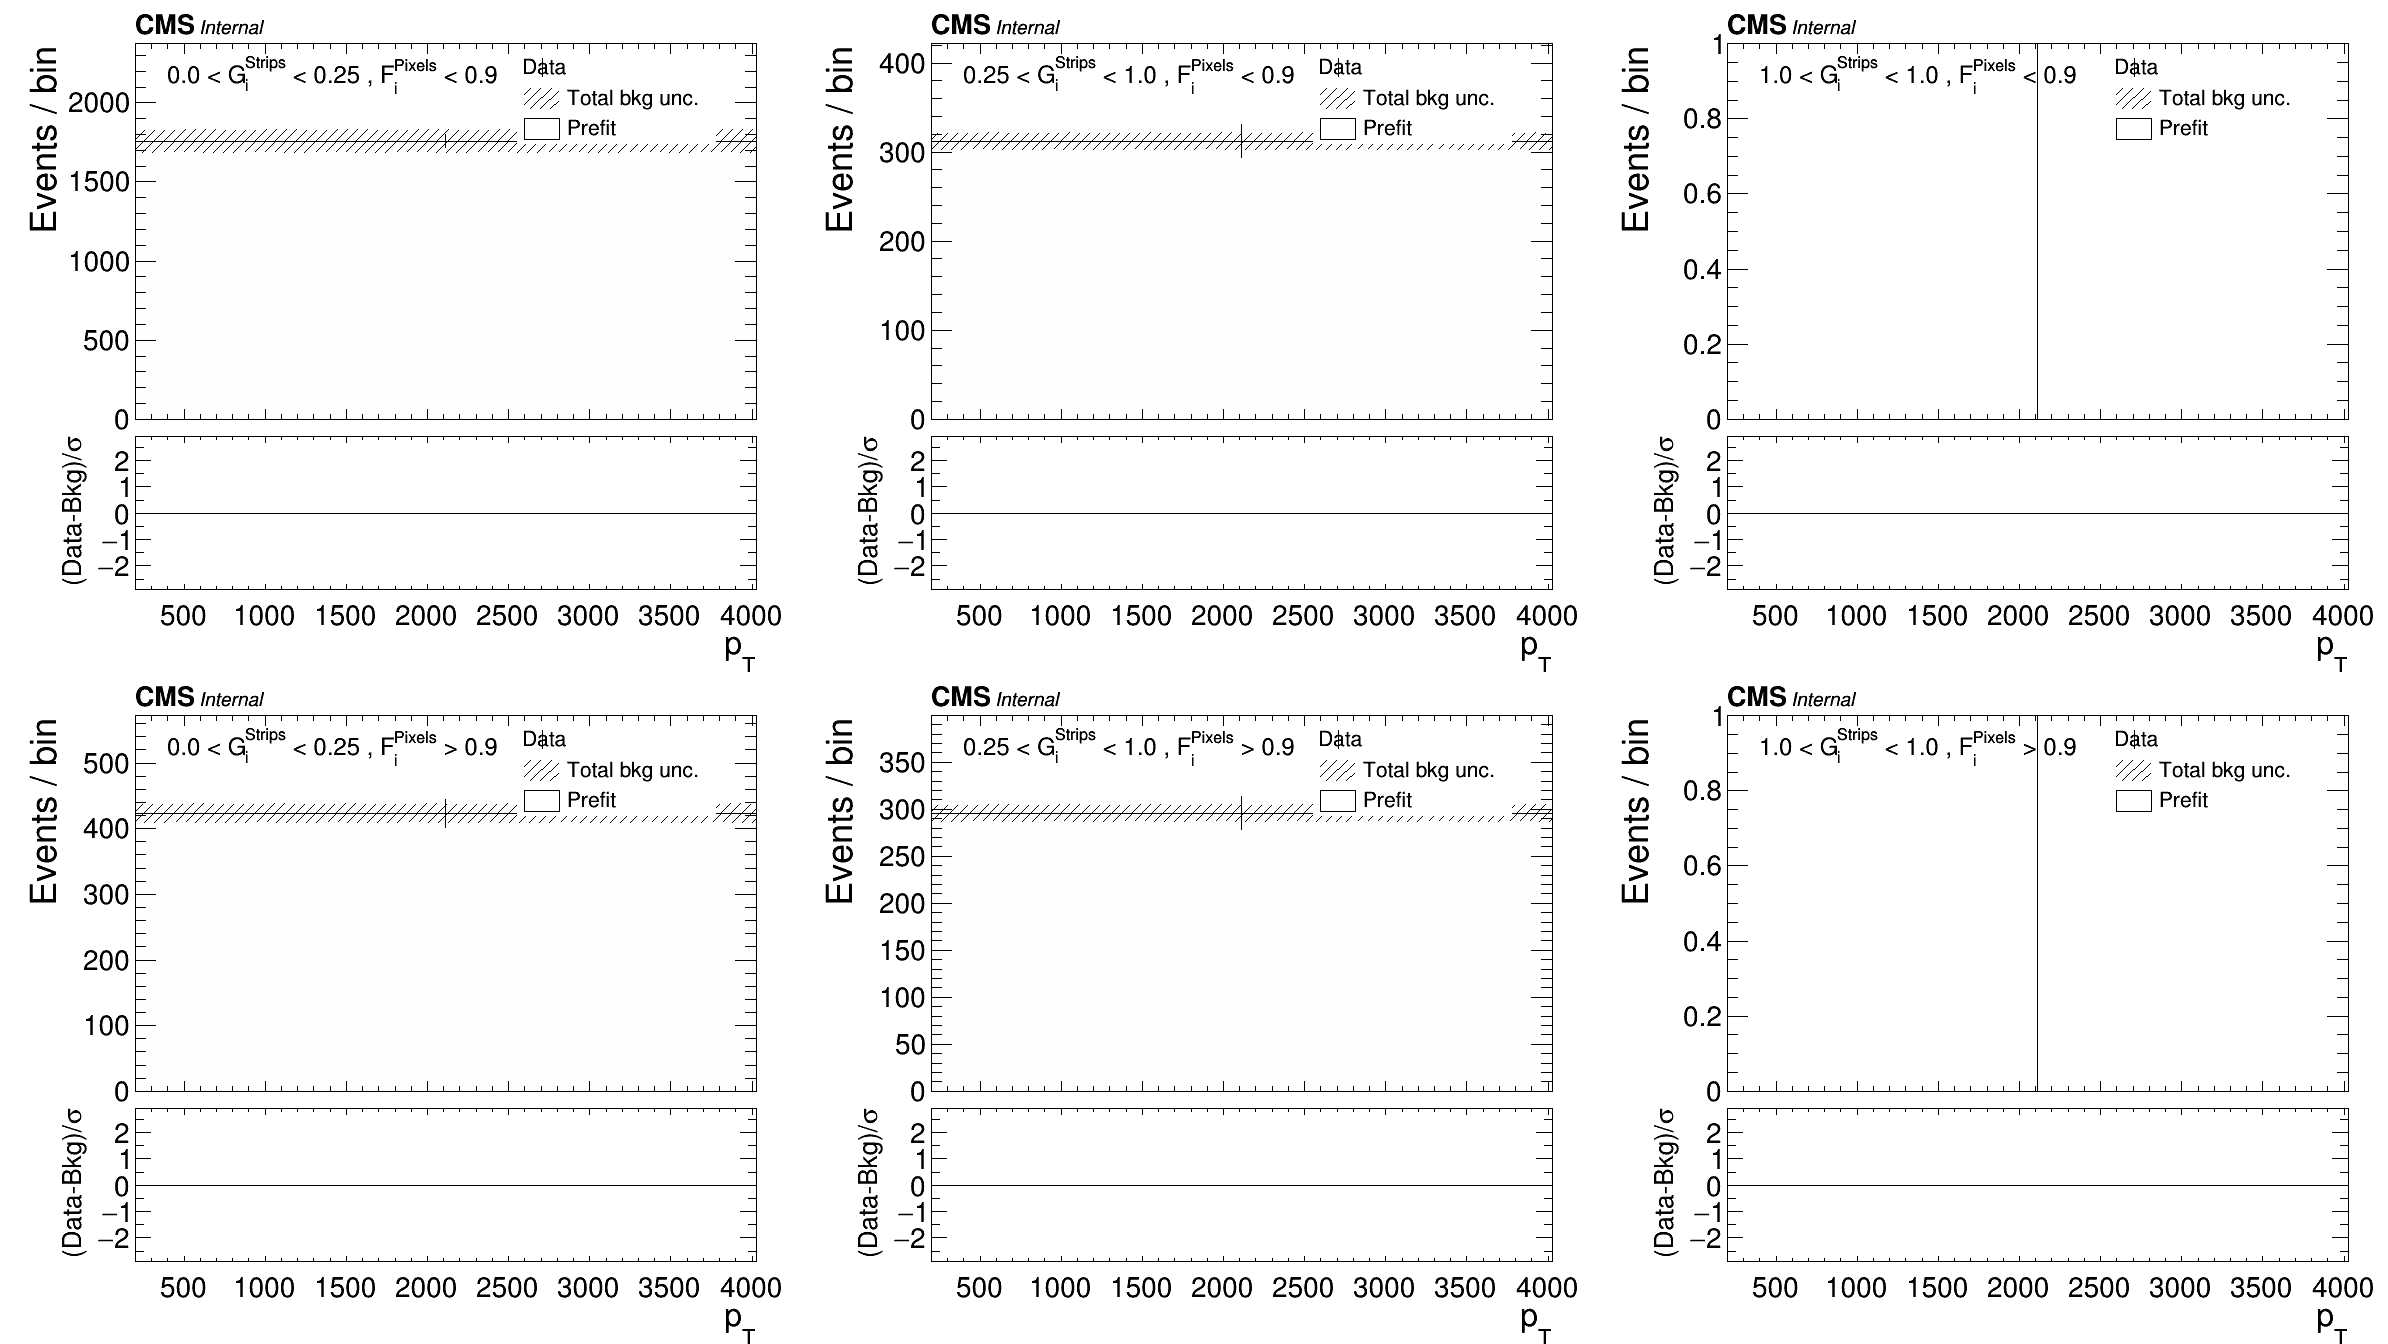 CMS Internal
Events / bin
0.0 < G_i^Strips < 0.25 , F_i^Pixels < 0.9
Data
Total bkg unc.
Prefit
2000
1500
1000
500
0
(Data-Bkg)/σ
2
1
0
−1
−2
500 1000 1500 2000 2500 3000 3500 4000
p_T
CMS Internal
Events / bin
0.25 < G_i^Strips < 1.0 , F_i^Pixels < 0.9
Data
Total bkg unc.
Prefit
400
300
200
100
0
(Data-Bkg)/σ
2
1
0
−1
−2
500 1000 1500 2000 2500 3000 3500 4000
p_T
CMS Internal
Events / bin
1.0 < G_i^Strips < 1.0 , F_i^Pixels < 0.9
Data
Total bkg unc.
Prefit
1
0.8
0.6
0.4
0.2
0
(Data-Bkg)/σ
2
1
0
−1
−2
500 1000 1500 2000 2500 3000 3500 4000
p_T
CMS Internal
Events / bin
0.0 < G_i^Strips < 0.25 , F_i^Pixels > 0.9
Data
Total bkg unc.
Prefit
500
400
300
200
100
0
(Data-Bkg)/σ
2
1
0
−1
−2
500 1000 1500 2000 2500 3000 3500 4000
p_T
CMS Internal
Events / bin
0.25 < G_i^Strips < 1.0 , F_i^Pixels > 0.9
Data
Total bkg unc.
Prefit
350
300
250
200
150
100
50
0
(Data-Bkg)/σ
2
1
0
−1
−2
500 1000 1500 2000 2500 3000 3500 4000
p_T
CMS Internal
Events / bin
1.0 < G_i^Strips < 1.0 , F_i^Pixels > 0.9
Data
Total bkg unc.
Prefit
1
0.8
0.6
0.4
0.2
0
(Data-Bkg)/σ
2
1
0
−1
−2
500 1000 1500 2000 2500 3000 3500 4000
p_T